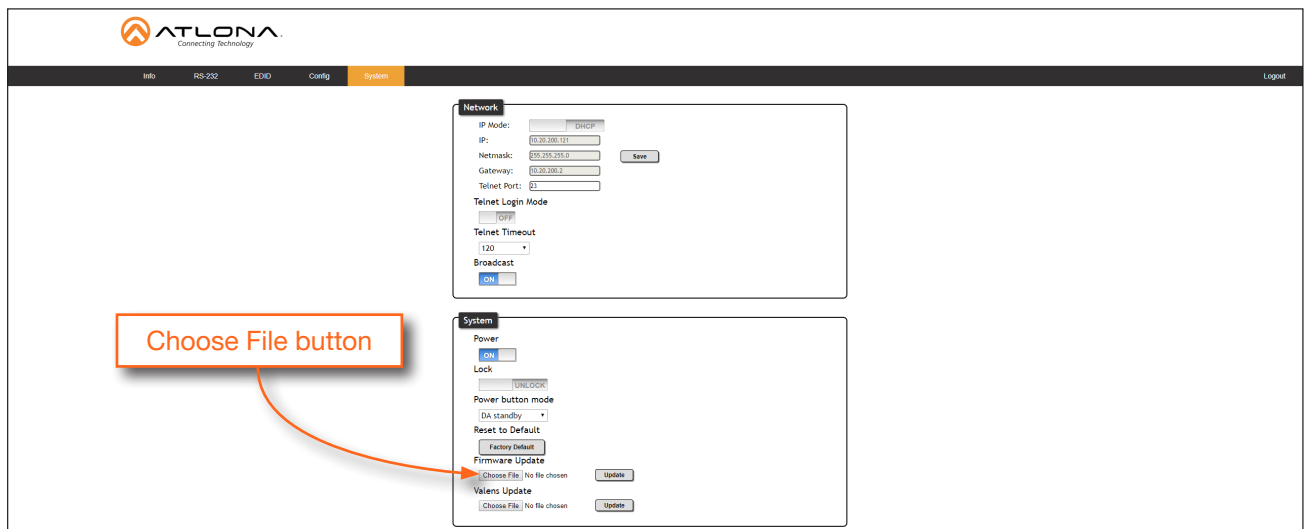 ATLONA.
Connecting Technology
Info RS-232 EDID Config System Logout
Network
IP Mode: DHCP
IP: 10.20.200.121
Netmask: 255.255.255.0 Save
Gateway: 10.20.200.2
Telnet Port: 23
Telnet Login Mode
OFF
Telnet Timeout
120
Broadcast
ON
System
Choose File button
Power
ON
Lock
UNLOCK
Power button mode
DA standby
Reset to Default
Factory Default
Firmware Update
Choose File No file chosen Update
Valens Update
Choose File No file chosen Update